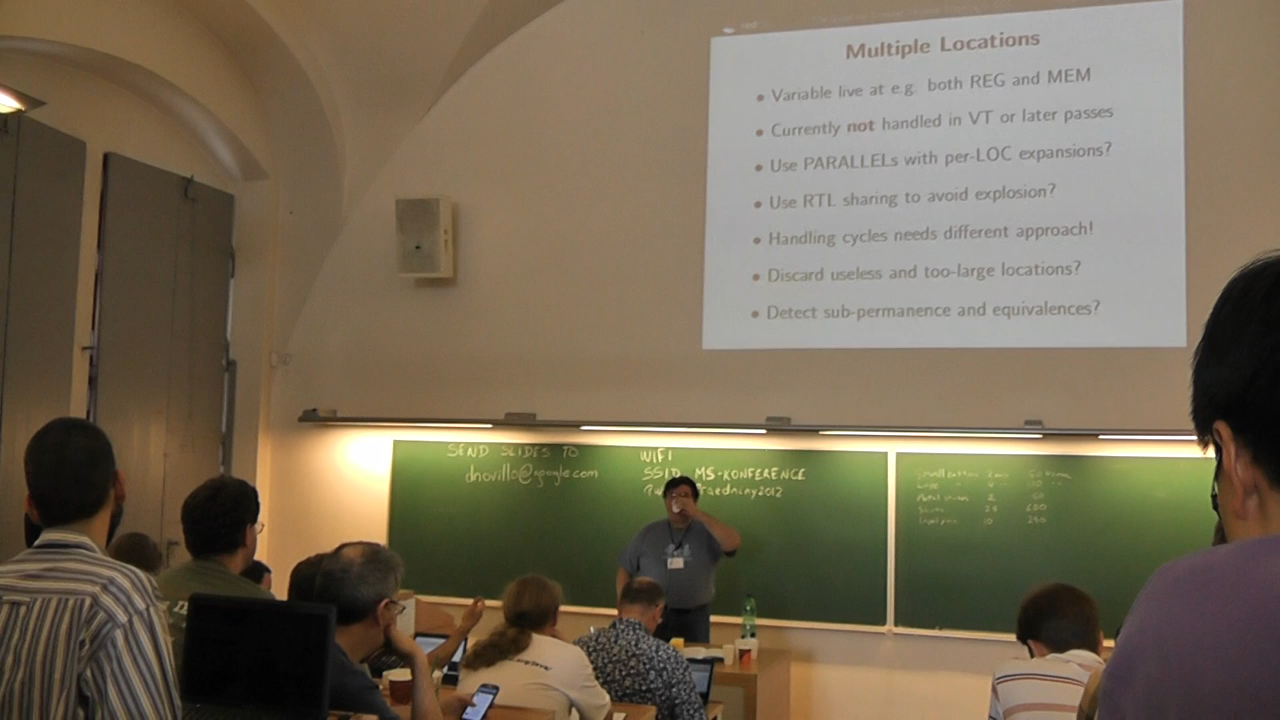 Multiple Locations
• Variable live at e.g. both REG and MEM
• Currently not handled in VT or later passes
• Use PARALLELs with per-LOC expansions?
• Use RTL sharing to avoid explosion?
• Handling cycles needs different approach!
• Discard useless and too-large locations?
• Detect sub-permanence and equivalences?
SEND SLIDES TO
dnovillo@google.com
WIFI
SSID MS-KONFERENCE
2
10